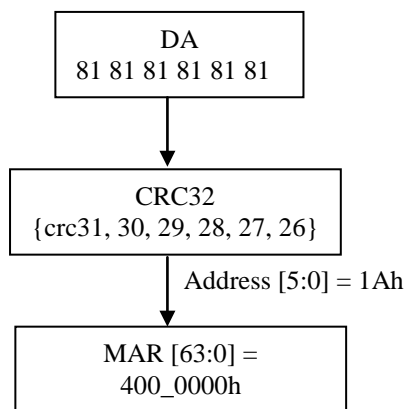 DA
81 81 81 81 81 81
CRC32
{crc31, 30, 29, 28, 27, 26}
Address [5:0] = 1Ah
MAR [63:0] =
400_0000h